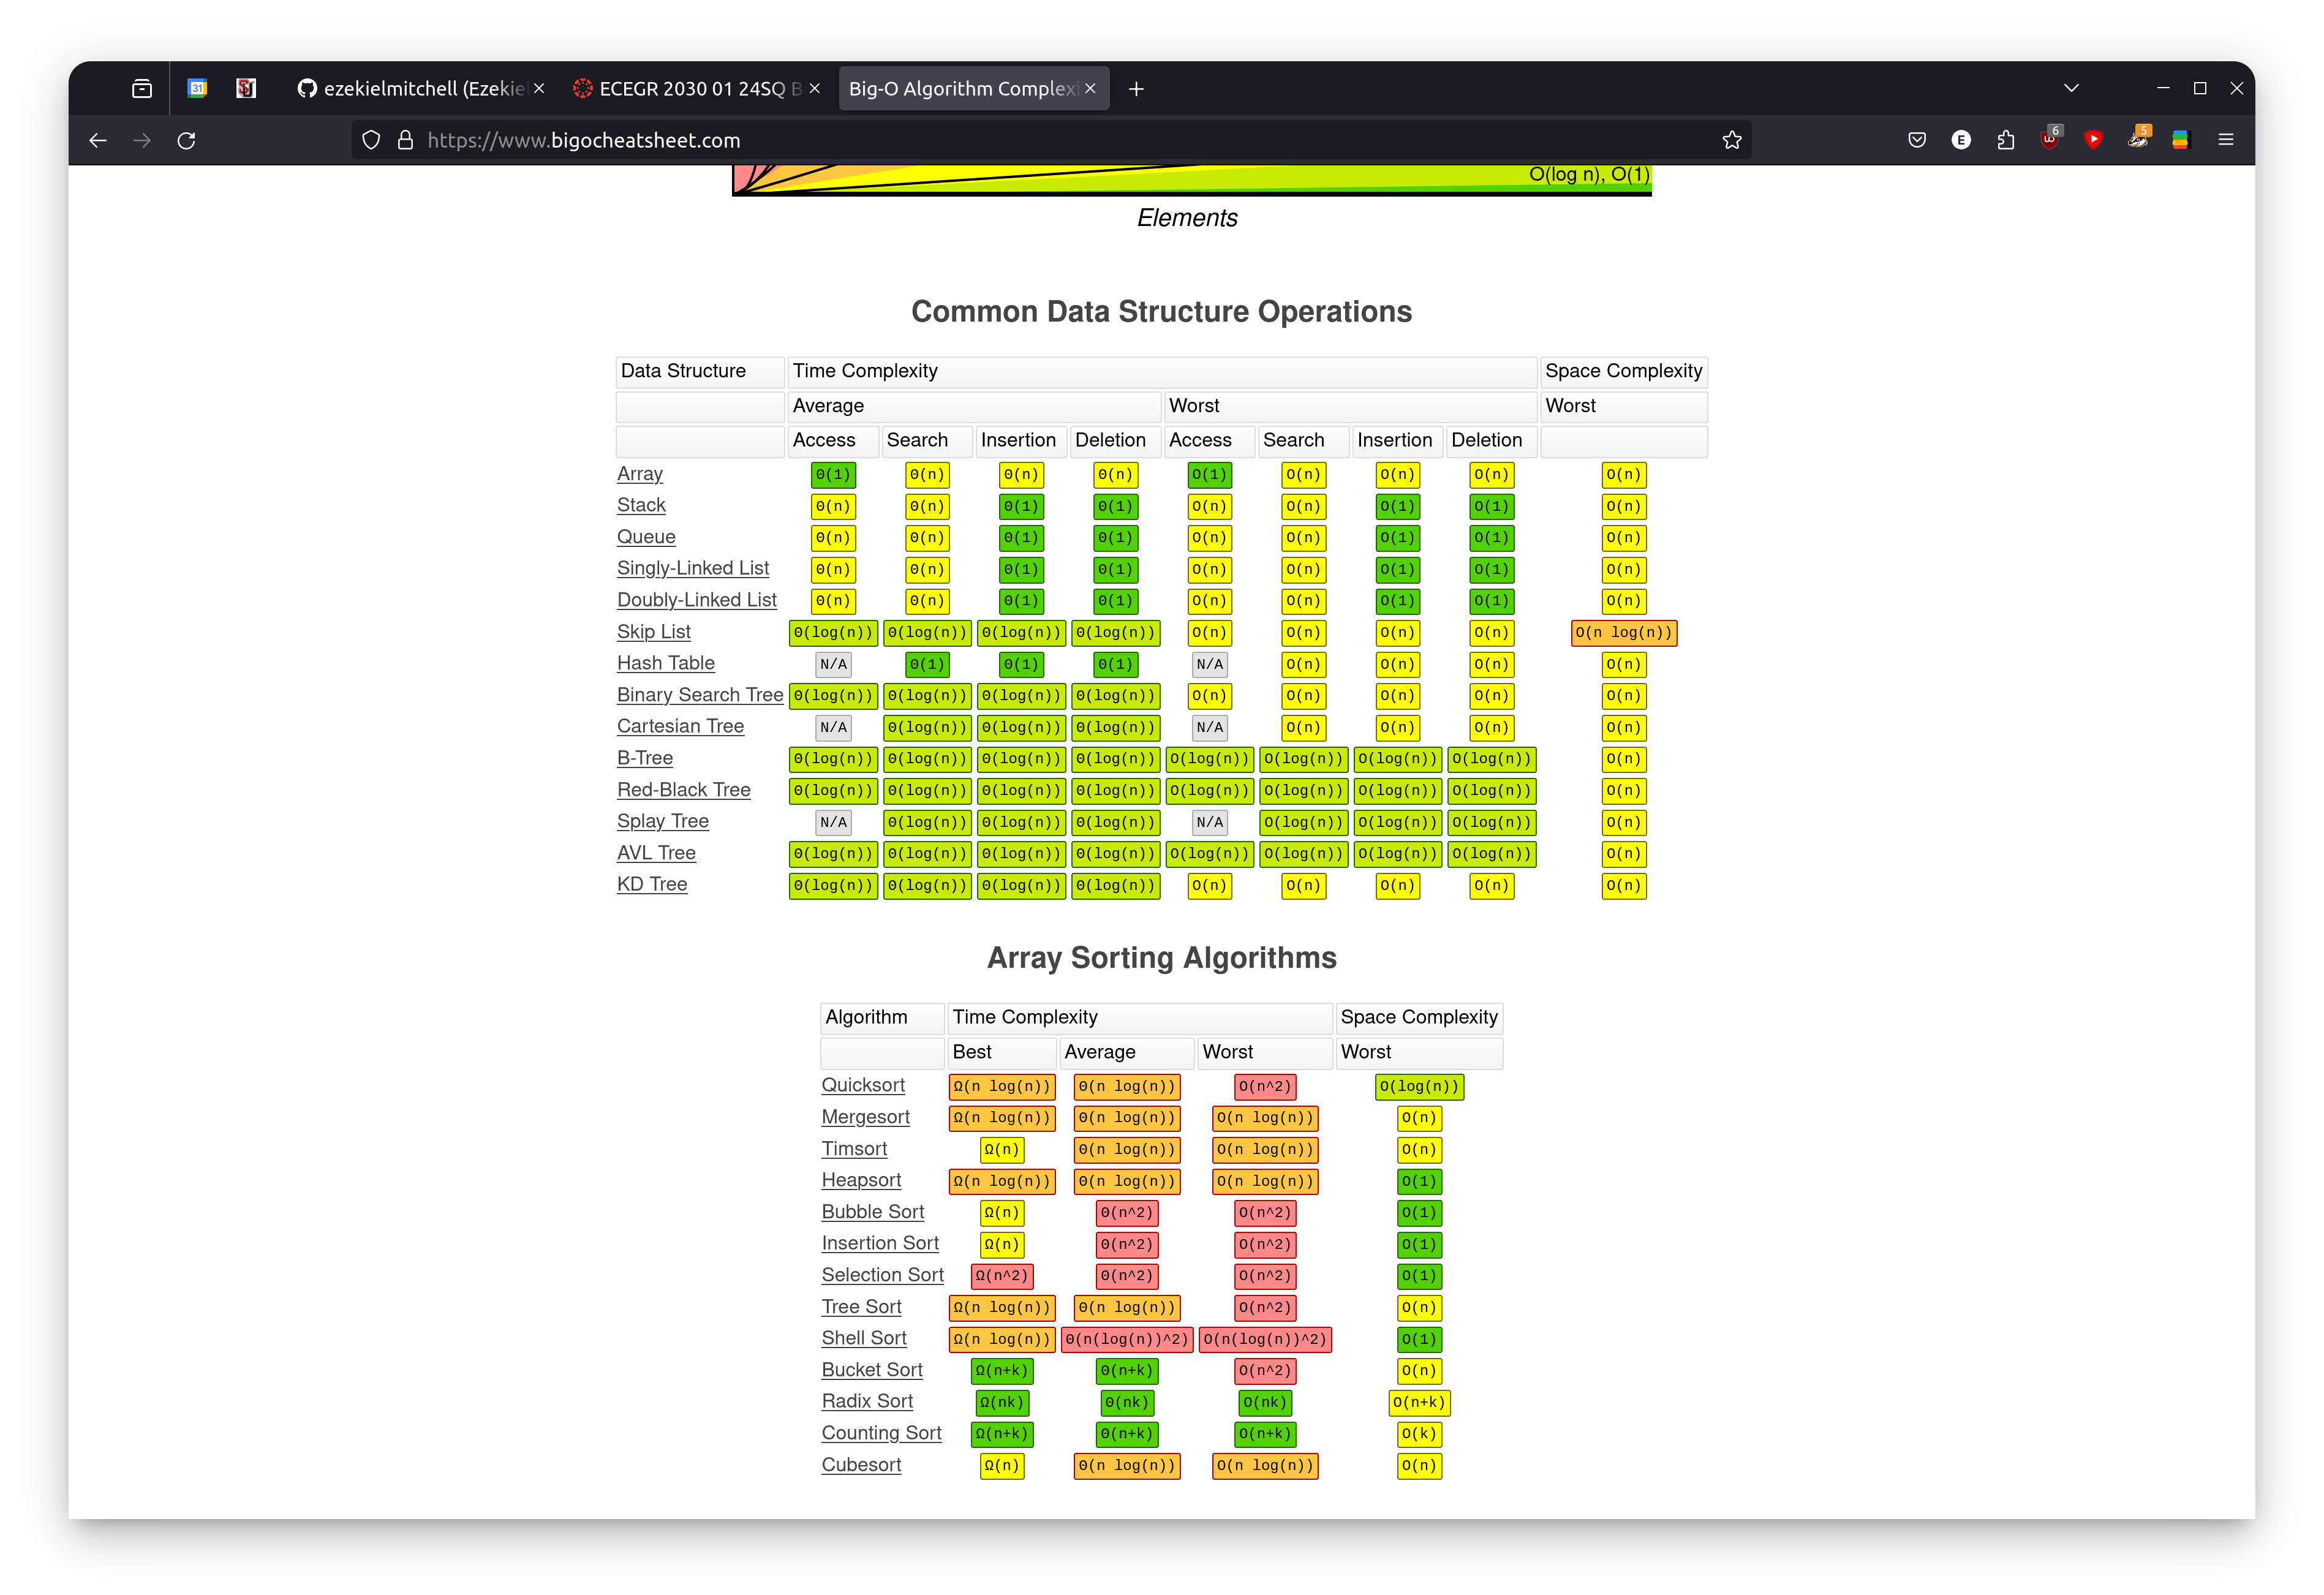 31
ezekielmitchell (Ezekie
ECEGR 2030 01 24SQ B
Big-O Algorithm Complexi
https://www.bigocheatsheet.com
E
6
5
O(log n), O(1)
Elements
Common Data Structure Operations
Data Structure Time Complexity Space Complexity
Average Worst Worst
Access Search Insertion Deletion Access Search Insertion Deletion
Array Θ(1) Θ(n) Θ(n) Θ(n) O(1) O(n) O(n) O(n) O(n)
Stack Θ(n) Θ(n) Θ(1) Θ(1) O(n) O(n) O(1) O(1) O(n)
Queue Θ(n) Θ(n) Θ(1) Θ(1) O(n) O(n) O(1) O(1) O(n)
Singly-Linked List Θ(n) Θ(n) Θ(1) Θ(1) O(n) O(n) O(1) O(1) O(n)
Doubly-Linked List Θ(n) Θ(n) Θ(1) Θ(1) O(n) O(n) O(1) O(1) O(n)
Skip List Θ(log(n)) Θ(log(n)) Θ(log(n)) Θ(log(n)) O(n) O(n) O(n) O(n) O(n log(n))
Hash Table N/A Θ(1) Θ(1) Θ(1) N/A O(n) O(n) O(n) O(n)
Binary Search Tree Θ(log(n)) Θ(log(n)) Θ(log(n)) Θ(log(n)) O(n) O(n) O(n) O(n) O(n)
Cartesian Tree N/A Θ(log(n)) Θ(log(n)) Θ(log(n)) N/A O(n) O(n) O(n) O(n)
B-Tree Θ(log(n)) Θ(log(n)) Θ(log(n)) Θ(log(n)) O(log(n)) O(log(n)) O(log(n)) O(log(n)) O(n)
Red-Black Tree Θ(log(n)) Θ(log(n)) Θ(log(n)) Θ(log(n)) O(log(n)) O(log(n)) O(log(n)) O(log(n)) O(n)
Splay Tree N/A Θ(log(n)) Θ(log(n)) Θ(log(n)) N/A O(log(n)) O(log(n)) O(log(n)) O(n)
AVL Tree Θ(log(n)) Θ(log(n)) Θ(log(n)) Θ(log(n)) O(log(n)) O(log(n)) O(log(n)) O(log(n)) O(n)
KD Tree Θ(log(n)) Θ(log(n)) Θ(log(n)) Θ(log(n)) O(n) O(n) O(n) O(n) O(n)
Array Sorting Algorithms
Algorithm Time Complexity Space Complexity
Best Average Worst Worst
Quicksort Ω(n log(n)) Θ(n log(n)) O(n^2) O(log(n))
Mergesort Ω(n log(n)) Θ(n log(n)) O(n log(n)) O(n)
Timsort Ω(n) Θ(n log(n)) O(n log(n)) O(n)
Heapsort Ω(n log(n)) Θ(n log(n)) O(n log(n)) O(1)
Bubble Sort Ω(n) Θ(n^2) O(n^2) O(1)
Insertion Sort Ω(n) Θ(n^2) O(n^2) O(1)
Selection Sort Ω(n^2) Θ(n^2) O(n^2) O(1)
Tree Sort Ω(n log(n)) Θ(n log(n)) O(n^2) O(n)
Shell Sort Ω(n log(n)) Θ(n(log(n))^2) O(n(log(n))^2) O(1)
Bucket Sort Ω(n+k) Θ(n+k) O(n^2) O(n)
Radix Sort Ω(nk) Θ(nk) O(nk) O(n+k)
Counting Sort Ω(n+k) Θ(n+k) O(n+k) O(k)
Cubesort Ω(n) Θ(n log(n)) O(n log(n)) O(n)